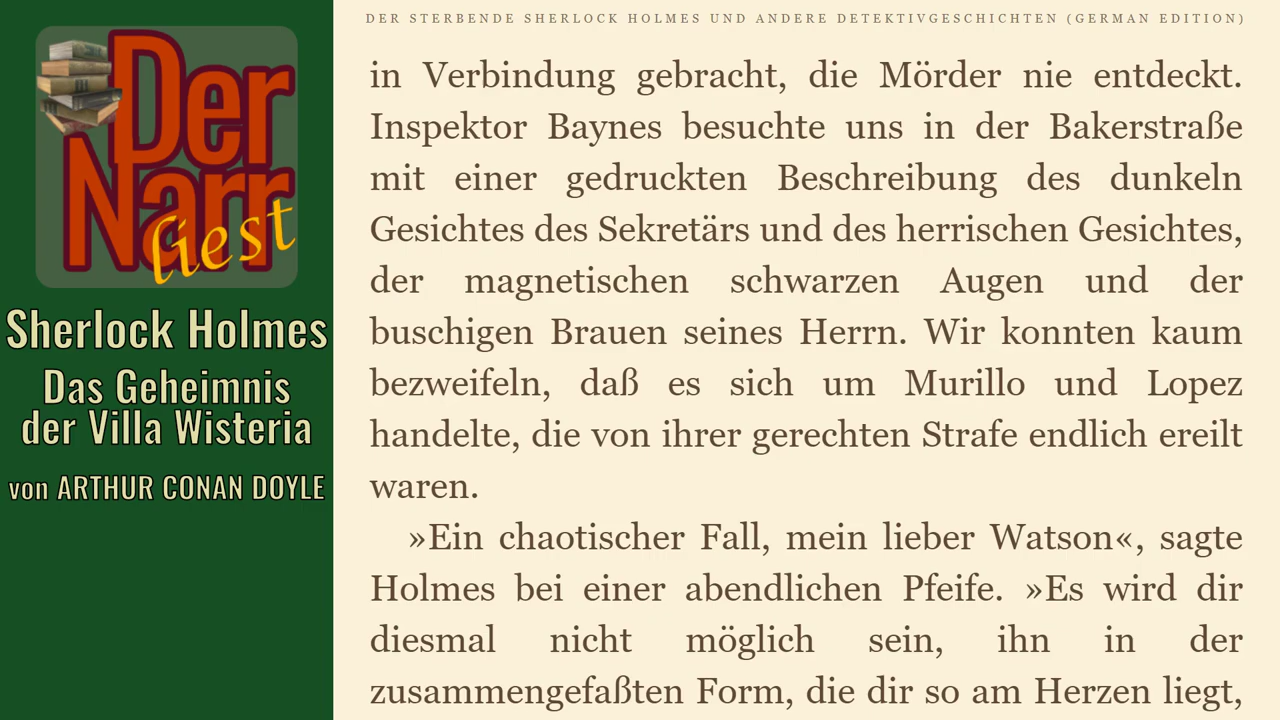 Der
Narr
liest
Sherlock Holmes
Das Geheimnis
der Villa Wisteria
von ARTHUR CONAN DOYLE
DER STERBENDE SHERLOCK HOLMES UND ANDERE DETEKTIVGESCHICHTEN (GERMAN EDITION)
in Verbindung gebracht, die Mörder nie entdeckt.
Inspektor Baynes besuchte uns in der Bakerstraße
mit einer gedruckten Beschreibung des dunkeln
Gesichtes des Sekretärs und des herrischen Gesichtes,
der magnetischen schwarzen Augen und der
buschigen Brauen seines Herrn. Wir konnten kaum
bezweifeln, daß es sich um Murillo und Lopez
handelte, die von ihrer gerechten Strafe endlich ereilt
waren.
»Ein chaotischer Fall, mein lieber Watson«, sagte
Holmes bei einer abendlichen Pfeife. »Es wird dir
diesmal nicht möglich sein, ihn in der
zusammengefaßten Form, die dir so am Herzen liegt,